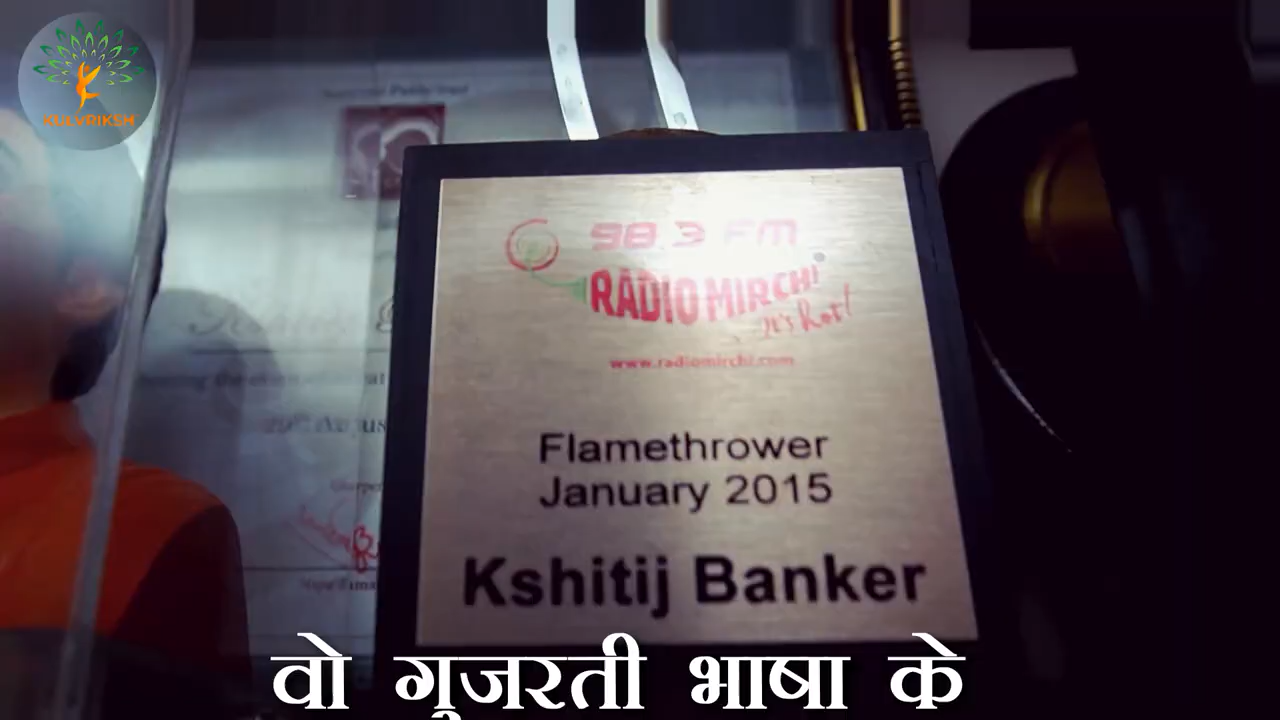 KULVRIKSH
98.3 FM
RADIO MIRCHI
it's hot!
www.radiomirchi.com
Flamethrower
January 2015
Kshitij Banker
वो गुजरती भाषा के